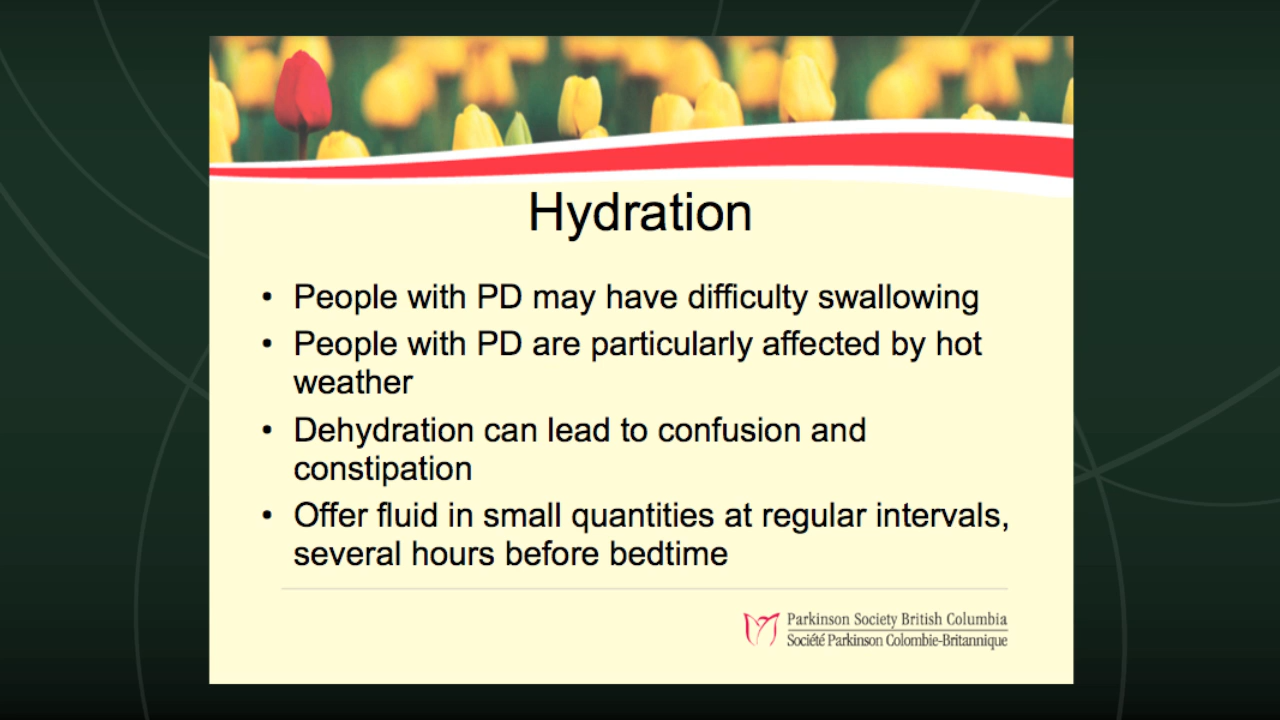 Hydration
• People with PD may have difficulty swallowing
• People with PD are particularly affected by hot
weather
• Dehydration can lead to confusion and
constipation
• Offer fluid in small quantities at regular intervals,
several hours before bedtime
Parkinson Society British Columbia
Société Parkinson Colombie-Britannique